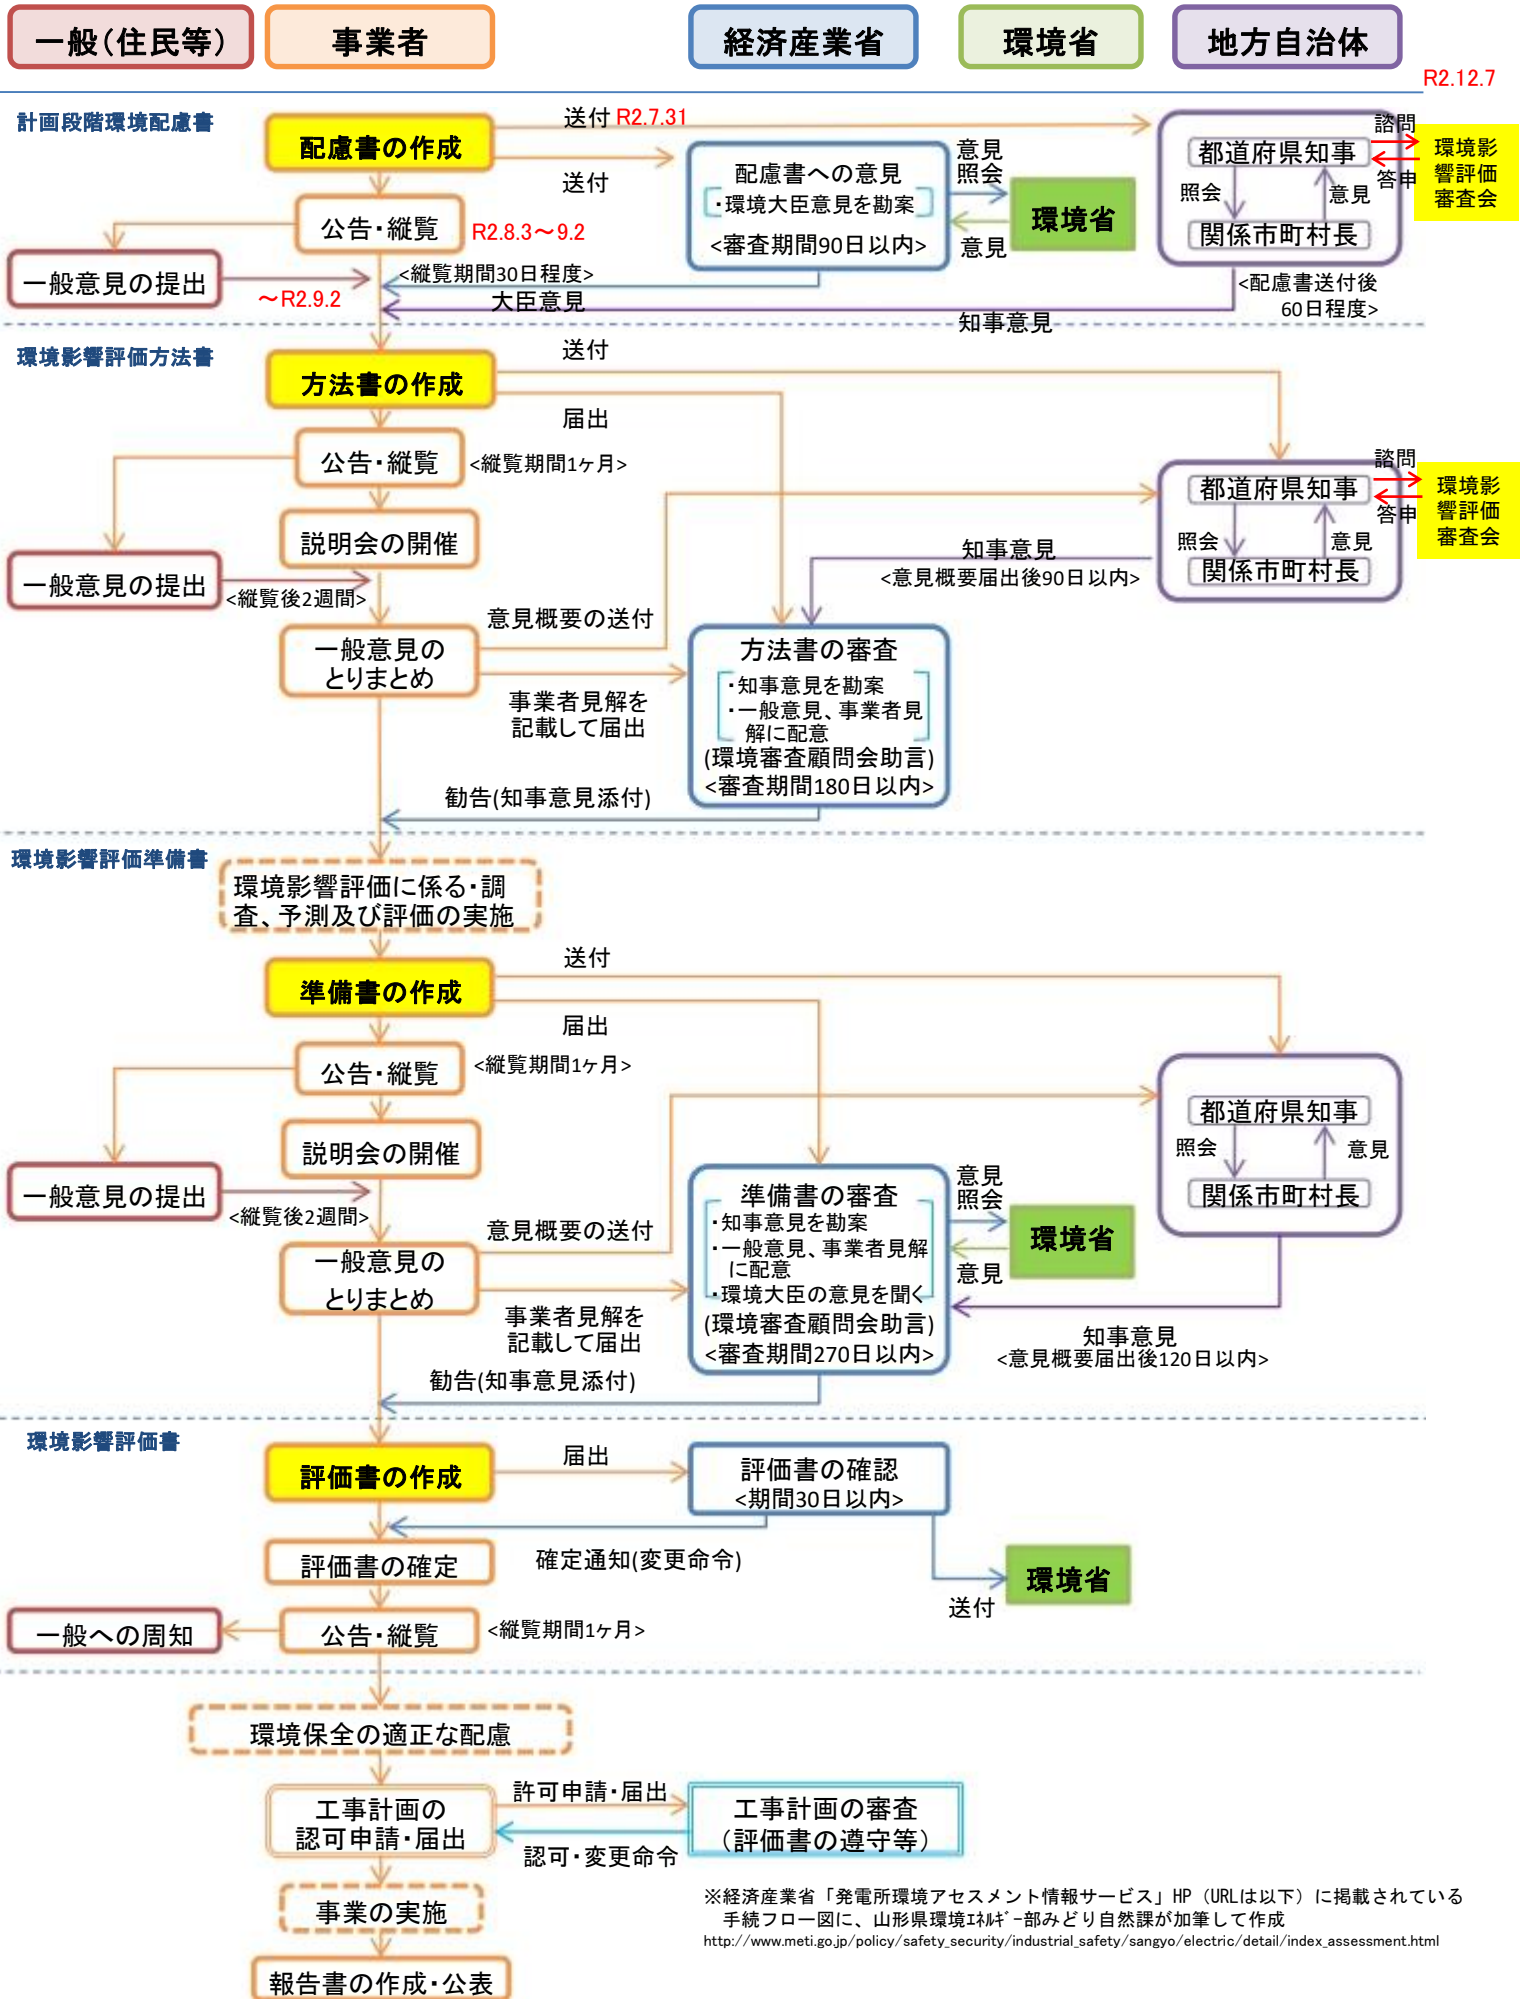 一般(住民等)
事業者
経済産業省
環境省
地方自治体
R2.12.7
計画段階環境配慮書
配慮書の作成
送付 R2.7.31
送付
公告・縦覧
R2.8.3～9.2
<縦覧期間30日程度>
一般意見の提出
～R2.9.2
配慮書への意見
・環境大臣意見を勘案
<審査期間90日以内>
意見
照会
環境省
意見
都道府県知事
照会
意見
関係市町村長
諮問
答申
環境影
響評価
審査会
<配慮書送付後
60日程度>
大臣意見
知事意見
環境影響評価方法書
方法書の作成
送付
届出
公告・縦覧
<縦覧期間1ヶ月>
説明会の開催
一般意見の提出
<縦覧後2週間>
一般意見の
とりまとめ
意見概要の送付
事業者見解を
記載して届出
都道府県知事
照会
意見
関係市町村長
諮問
答申
環境影
響評価
審査会
知事意見
<意見概要届出後90日以内>
方法書の審査
・知事意見を勘案
・一般意見、事業者見
解に配意
(環境審査顧問会助言)
<審査期間180日以内>
勧告(知事意見添付)
環境影響評価準備書
環境影響評価に係る・調
査、予測及び評価の実施
準備書の作成
送付
届出
公告・縦覧
<縦覧期間1ヶ月>
説明会の開催
一般意見の提出
<縦覧後2週間>
一般意見の
とりまとめ
意見概要の送付
事業者見解を
記載して届出
都道府県知事
照会
意見
関係市町村長
準備書の審査
・知事意見を勘案
・一般意見、事業者見解
に配意
・環境大臣の意見を聞く
(環境審査顧問会助言)
<審査期間270日以内>
意見
照会
環境省
意見
知事意見
<意見概要届出後120日以内>
勧告(知事意見添付)
環境影響評価書
評価書の作成
届出
評価書の確認
<期間30日以内>
確定通知(変更命令)
評価書の確定
環境省
送付
一般への周知
公告・縦覧
<縦覧期間1ヶ月>
環境保全の適正な配慮
工事計画の
認可申請・届出
許可申請・届出
認可・変更命令
工事計画の審査
（評価書の遵守等）
事業の実施
報告書の作成・公表
※経済産業省「発電所環境アセスメント情報サービス」HP（URLは以下）に掲載されている
手続フロー図に、山形県環境ｴﾈﾙｷﾞｰ部みどり自然課が加筆して作成
http://www.meti.go.jp/policy/safety_security/industrial_safety/sangyo/electric/detail/index_assessment.html